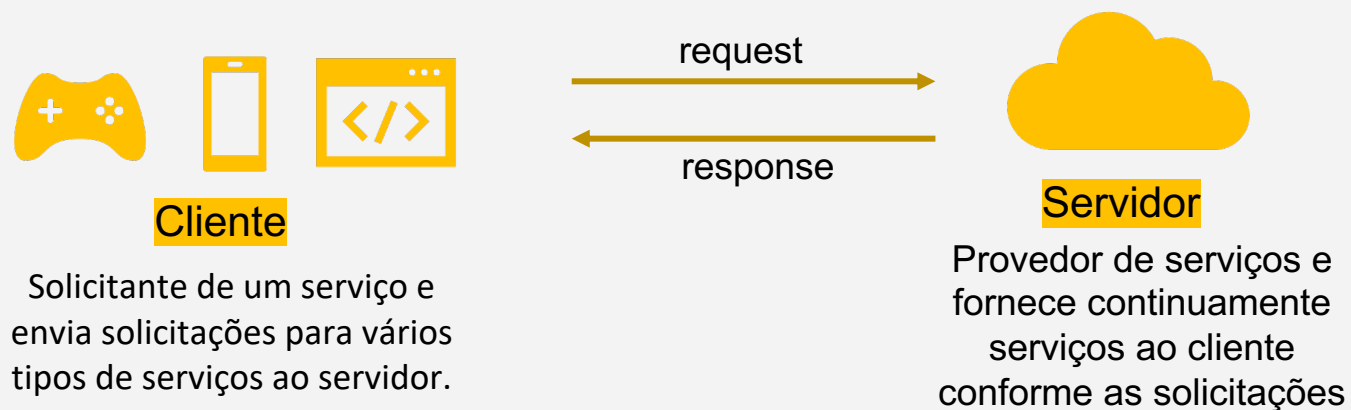 request
response
</>
Cliente
Solicitante de um serviço e
envia solicitações para vários
tipos de serviços ao servidor.
Servidor
Provedor de serviços e
fornece continuamente
serviços ao cliente
conforme as solicitações